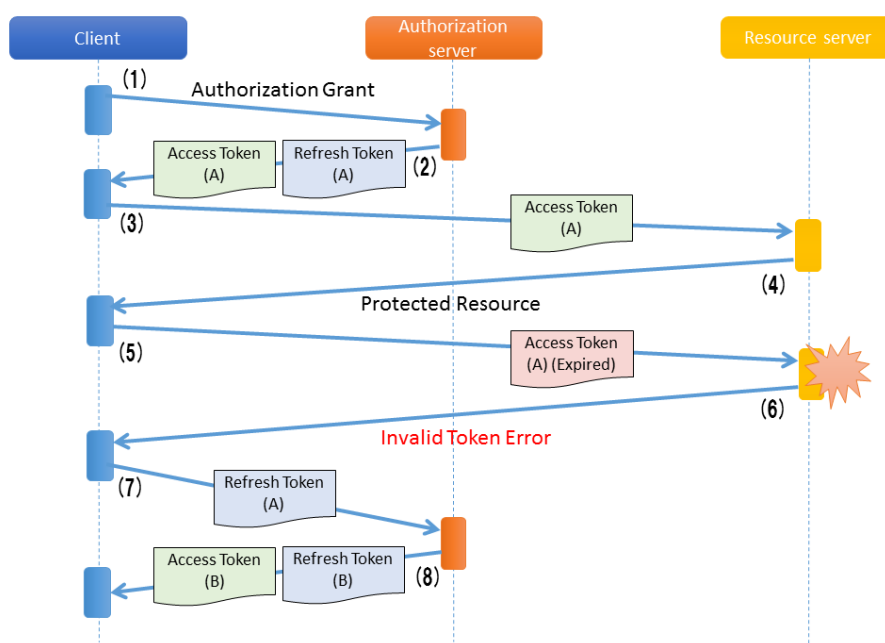 Client
Authorization
server
Resource server
(1)
Authorization Grant
Access Token
(A)
Refresh Token
(A)
(2)
(3)
Access Token
(A)
(4)
Protected Resource
(5)
Access Token
(A) (Expired)
(6)
Invalid Token Error
(7)
Refresh Token
(A)
Access Token
(B)
Refresh Token
(B)
(8)